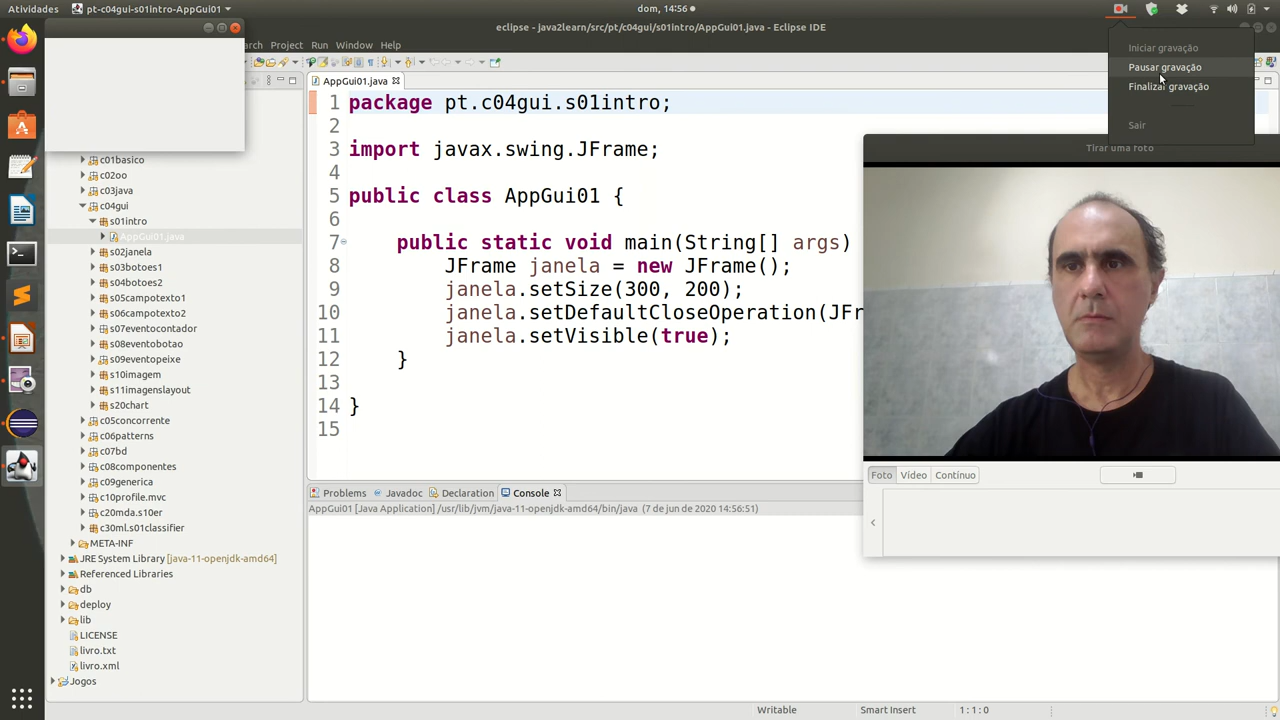 Atividades
pt-c04gui-s01intro-AppGui01
dom, 14:56
eclipse - java2learn/src/pt/c04gui/s01intro/AppGui01.java - Eclipse IDE
Project Run Window Help
Iniciar gravação
Pausar gravação
Finalizar gravação
Sair
AppGui01.java
1 package pt.c04gui.s01intro;
2
3 import javax.swing.JFrame;
4
5 public class AppGui01 {
6
7 public static void main(String[] args)
8 JFrame janela = new JFrame();
9 janela.setSize(300, 200);
10 janela.setDefaultCloseOperation(JFr
11 janela.setVisible(true);
12 }
13
14 }
15
c01basico
c02oo
c03java
c04gui
s01intro
AppGui01.java
s02janela
s03botoes1
s04botoes2
s05campotexto1
s06campotexto2
s07eventocontador
s08eventobotao
s09eventopeixe
s10imagem
s11imagenslayout
s20chart
c05concorrente
c06patterns
c07bd
c08componentes
c09generica
c10profile.mvc
c20mda.s10er
c30ml.s01classifier
META-INF
JRE System Library [java-11-openjdk-amd64]
Referenced Libraries
db
deploy
lib
LICENSE
livro.txt
livro.xml
Jogos
Foto Vídeo Contínuo
Problems Javadoc Declaration Console
AppGui01 [Java Application] /usr/lib/jvm/java-11-openjdk-amd64/bin/java (7 de jun de 2020 14:56:51)
Writable
Smart Insert
1 : 1 : 0